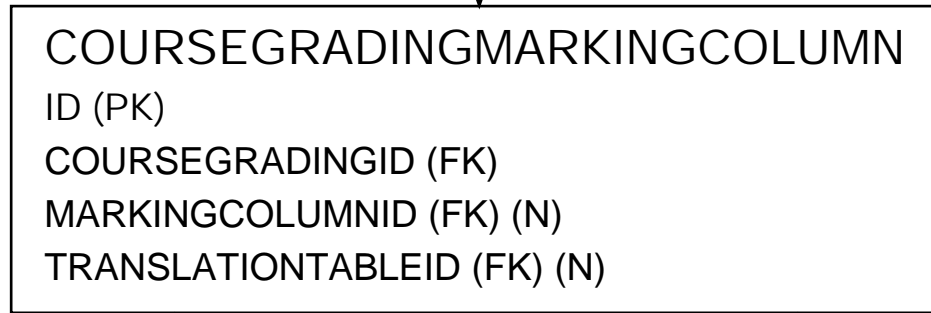 COURSEGRADINGMARKINGCOLUMN
ID (PK)
COURSEGRADINGID (FK)
MARKINGCOLUMNID (FK) (N)
TRANSLATIONTABLEID (FK) (N)